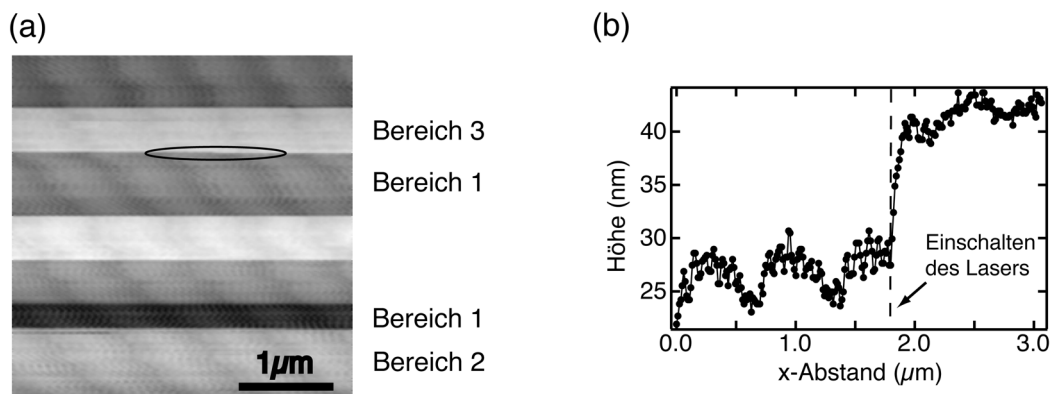 (a)
Bereich 3
Bereich 1
Bereich 1
Bereich 2
1µm
(b)
Höhe (nm)
40
35
30
25
Einschalten
des Lasers
0.0 1.0 2.0 3.0
x-Abstand (µm)